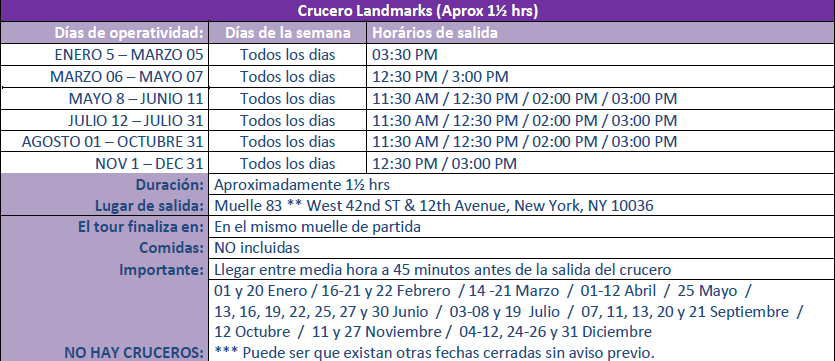 Crucero Landmarks (Aprox 1½ hrs)
Días de operatividad: Días de la semana Horários de salida
ENERO 5 – MARZO 05 Todos los dias 03:30 PM
MARZO 06 – MAYO 07 Todos los dias 12:30 PM / 3:00 PM
MAYO 8 – JUNIO 11 Todos los dias 11:30 AM / 12:30 PM / 02:00 PM / 03:00 PM
JULIO 12 – JULIO 31 Todos los dias 11:30 AM / 12:30 PM / 02:00 PM / 03:00 PM
AGOSTO 01 – OCTUBRE 31 Todos los dias 11:30 AM / 12:30 PM / 02:00 PM / 03:00 PM
NOV 1 – DEC 31 Todos los dias 12:30 PM / 03:00 PM
Duración: Aproximadamente 1½ hrs
Lugar de salida: Muelle 83 ** West 42nd ST & 12th Avenue, New York, NY 10036
El tour finaliza en: En el mismo muelle de partida
Comidas: NO incluidas
Importante: Llegar entre media hora a 45 minutos antes de la salida del crucero
01 y 20 Enero / 16-21 y 22 Febrero / 14 -21 Marzo / 01-12 Abril / 25 Mayo /
13, 16, 19, 22, 25, 27 y 30 Junio / 03-08 y 19 Julio / 07, 11, 13, 20 y 21 Septiembre /
12 Octubre / 11 y 27 Noviembre / 04-12, 24-26 y 31 Diciembre
NO HAY CRUCEROS: *** Puede ser que existan otras fechas cerradas sin aviso previo.